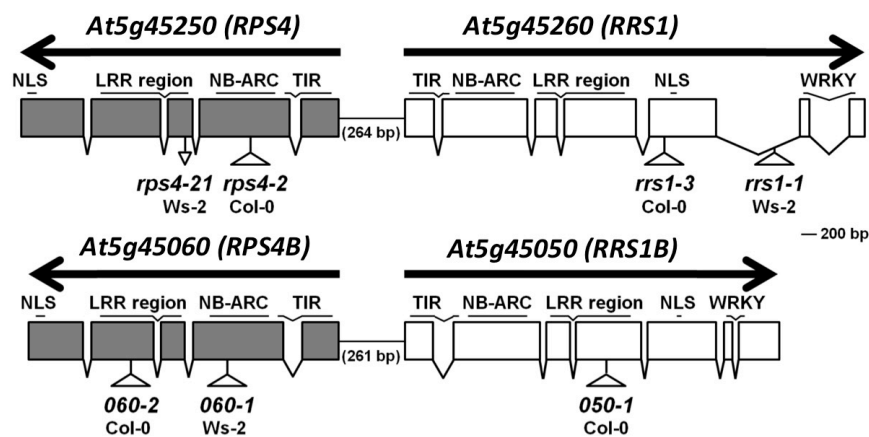 At5g45250 (RPS4) At5g45260 (RRS1)
NLS LRR region NB-ARC TIR TIR NB-ARC LRR region NLS WRKY
(264 bp)
rps4-21 rps4-2 rrs1-3 rrs1-1
Ws-2 Col-0 Col-0 Ws-2
200 bp
At5g45060 (RPS4B) At5g45050 (RRS1B)
NLS LRR region NB-ARC TIR TIR NB-ARC LRR region NLS WRKY
(261 bp)
060-2 060-1 050-1
Col-0 Ws-2 Col-0